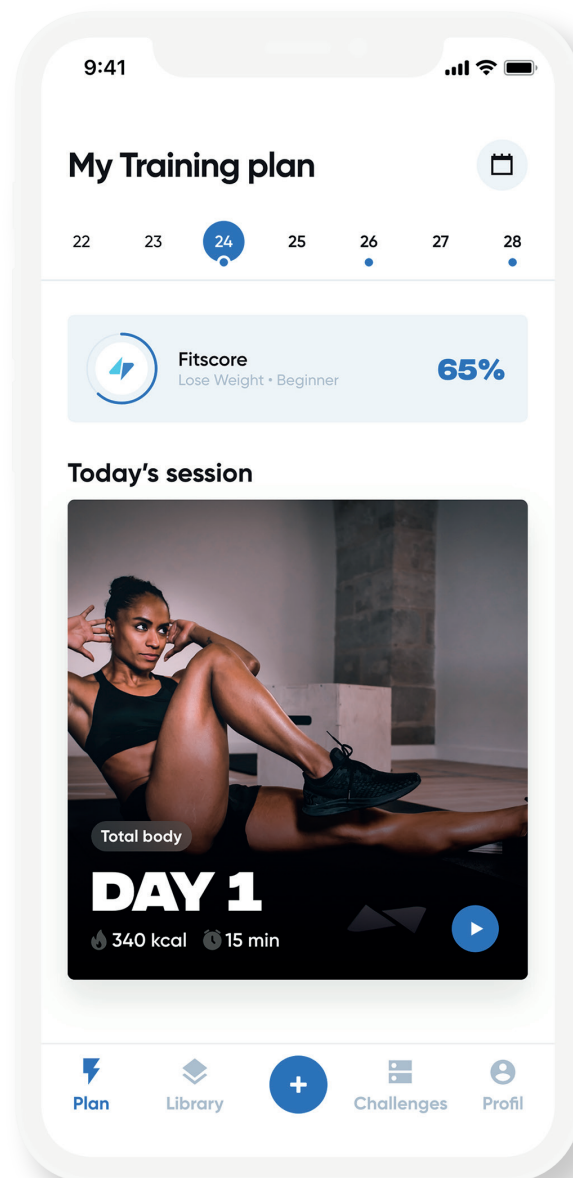 9:41
My Training plan
22 23 24 25 26 27 28
Fitscore
Lose Weight • Beginner
65%
Today's session
Total body
DAY 1
340 kcal 15 min
Plan Library + Challenges Profil